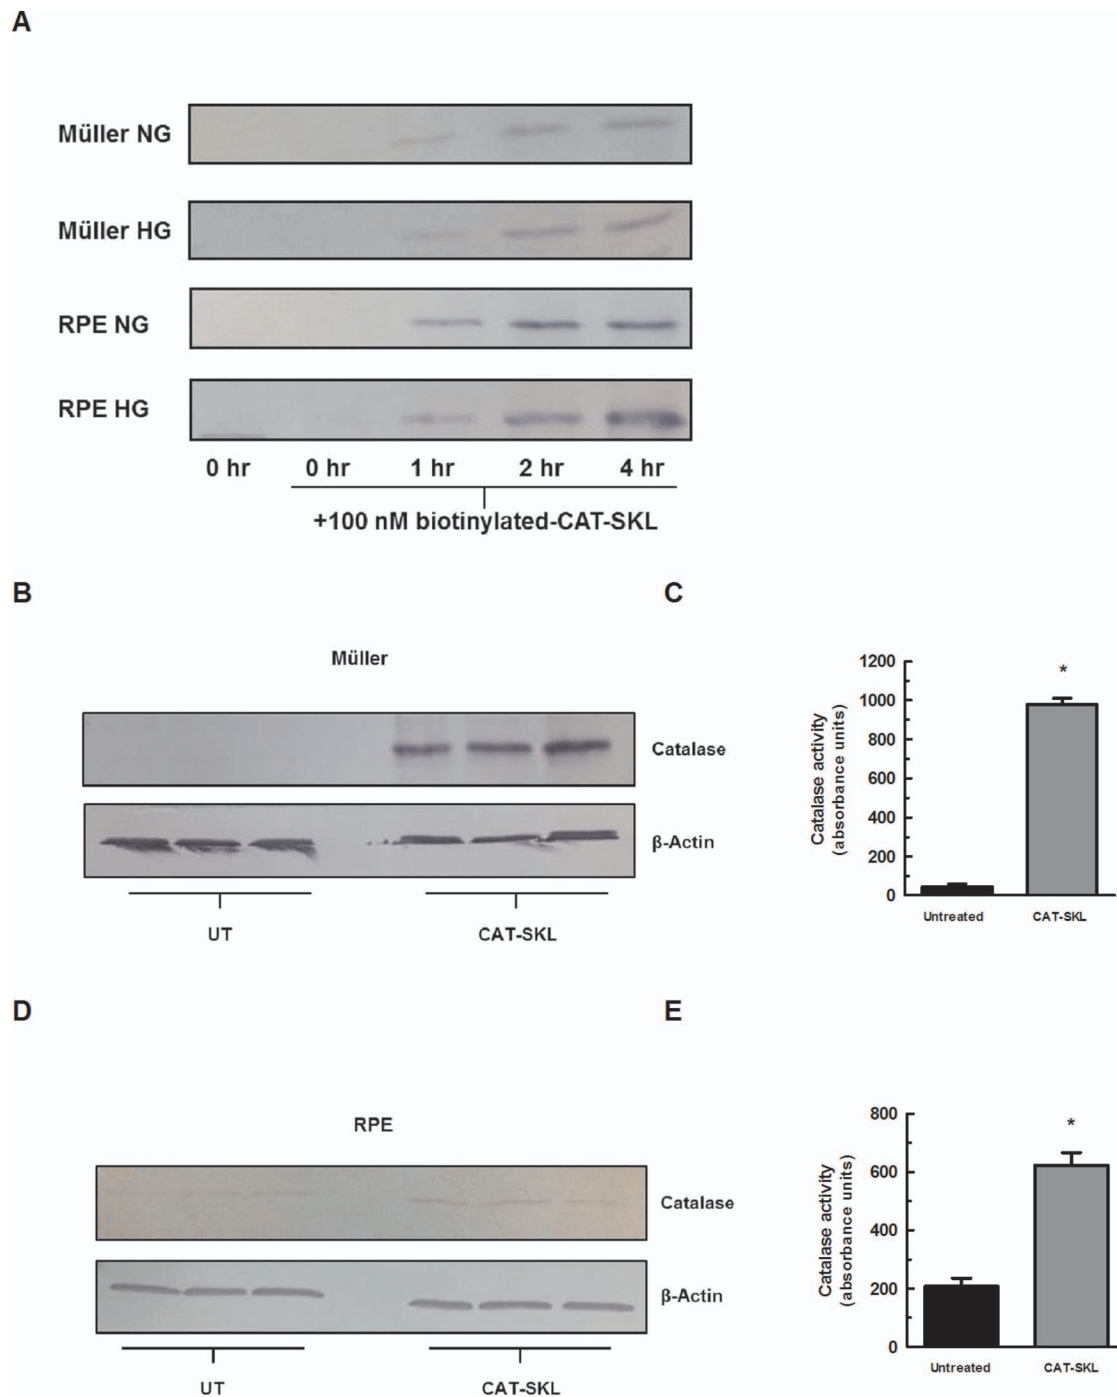 A
Müller NG
Müller HG
RPE NG
RPE HG
0 hr 0 hr 1 hr 2 hr 4 hr
+100 nM biotinylated-CAT-SKL
B
Müller
Catalase
β-Actin
UT CAT-SKL
C
1200
1000
800
600
400
200
0
Catalase activity
(absorbance units)
*
Untreated CAT-SKL
D
RPE
Catalase
β-Actin
UT CAT-SKL
E
800
600
400
200
0
Catalase activity
(absorbance units)
*
Untreated CAT-SKL